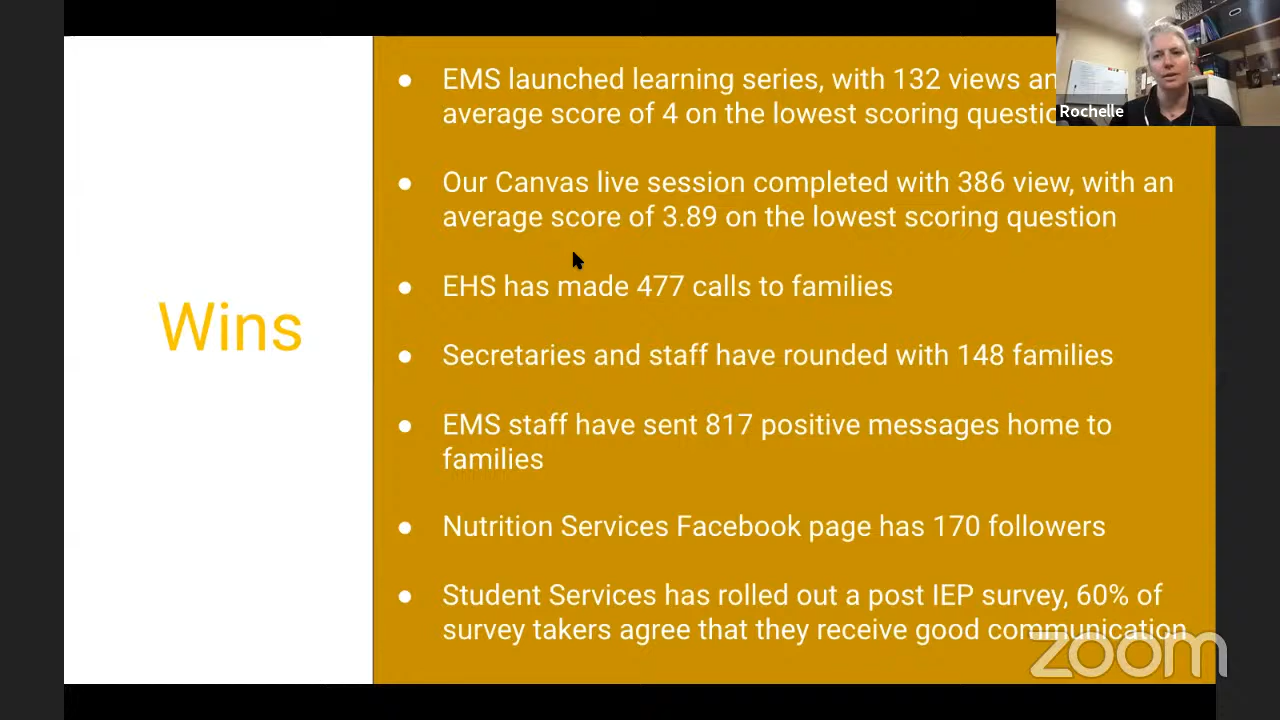 EMS launched learning series, with 132 views
average score of 4 on the lowest scoring
Rochelle
Our Canvas live session completed with 386 view, with an
average score of 3.89 on the lowest scoring question
EHS has made 477 calls to families
Wins
Secretaries and staff have rounded with 148 families
EMS staff have sent 817 positive messages home to
families
Nutrition Services Facebook page has 170 followers
Student Services has rolled out a post IEP survey, 60% of
survey takers agree that they receive good communication
zoom